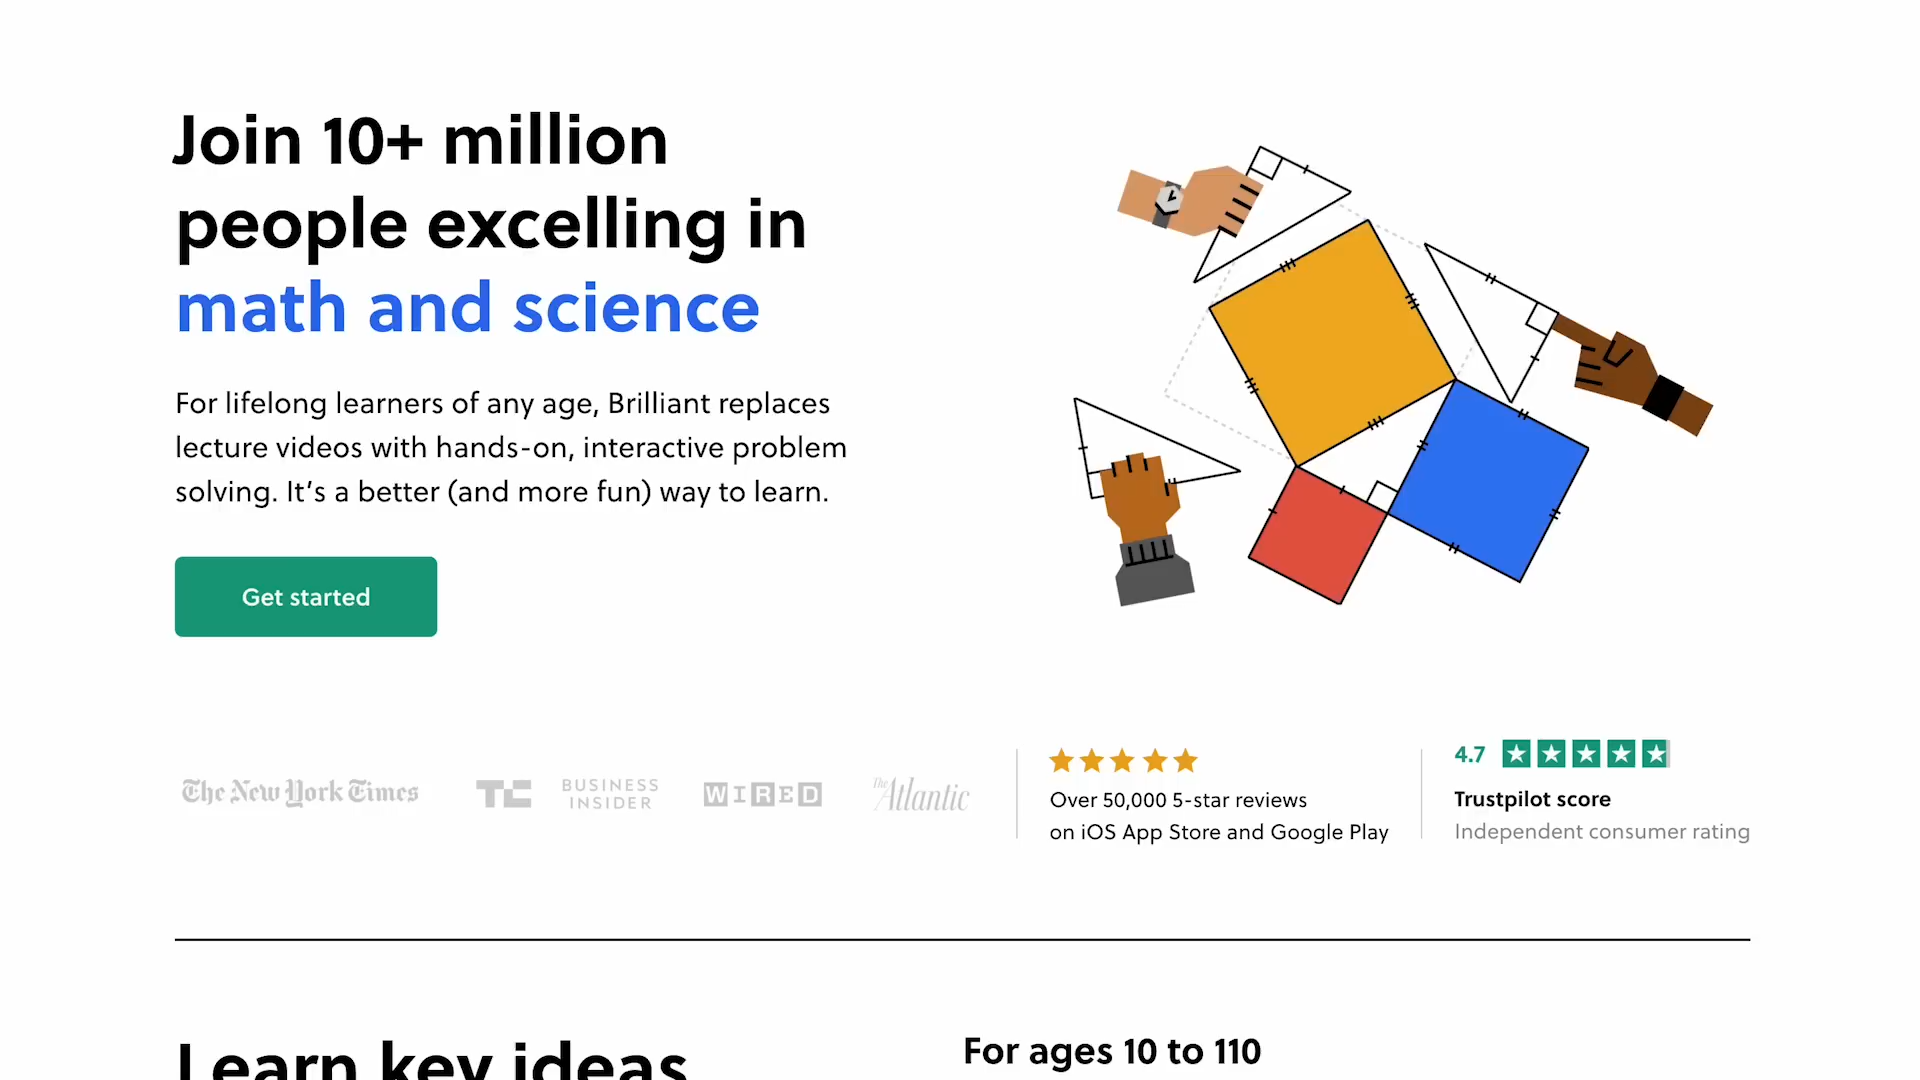 Join 10+ million
people excelling in
math and science
For lifelong learners of any age, Brilliant replaces
lecture videos with hands-on, interactive problem
solving. It’s a better (and more fun) way to learn.
Get started
The New York Times
TC
BUSINESS
INSIDER
WIRED
The Atlantic
Over 50,000 5-star reviews
on iOS App Store and Google Play
4.7
Trustpilot score
Independent consumer rating
Learn key ideas
For ages 10 to 110